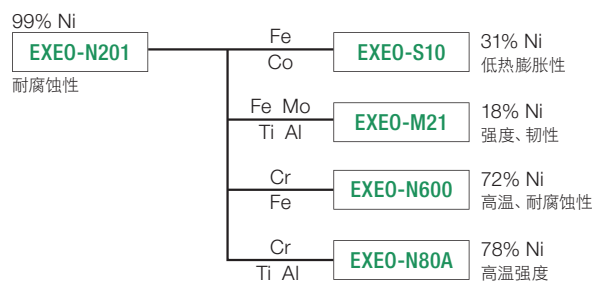 99% Ni
EXEO-N201
耐腐蚀性
Fe
Co
EXEO-S10
31% Ni
低热膨胀性
Fe Mo
Ti Al
EXEO-M21
18% Ni
强度、韧性
Cr
Fe
EXEO-N600
72% Ni
高温、耐腐蚀性
Cr
Ti Al
EXEO-N80A
78% Ni
高温强度